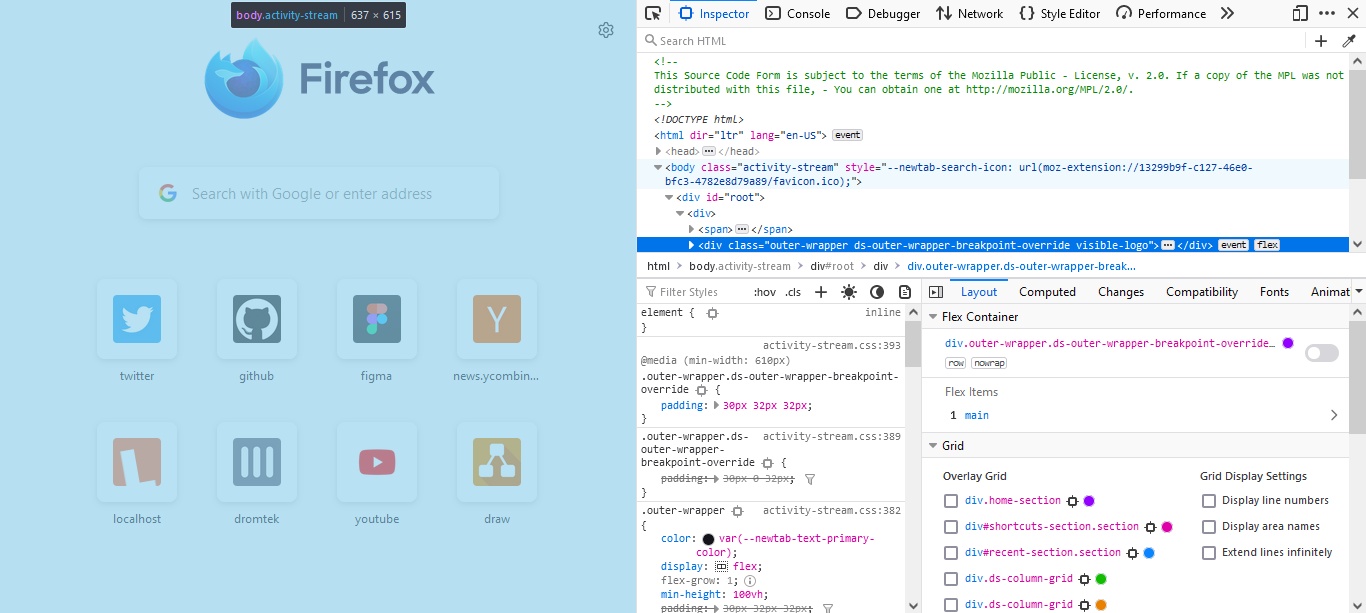 body.activity-stream | 637 × 615
Firefox
Search with Google or enter address
twitter
github
figma
news.ycombin...
localhost
dromtek
youtube
draw
Inspector
Console
Debugger
Network
Style Editor
Performance
Search HTML
<!--
This Source Code Form is subject to the terms of the Mozilla Public - License, v. 2.0. If a copy of the MPL was not
distributed with this file, - You can obtain one at http://mozilla.org/MPL/2.0/.
-->
<!DOCTYPE html>
<html dir="ltr" lang="en-US"> event
<head> ••• </head>
<body class="activity-stream" style="--newtab-search-icon: url(moz-extension://13299b9f-c127-46e0-
bfc3-4782e8d79a89/favicon.ico);">
<div id="root">
<div>
<span> ••• </span>
<div class="outer-wrapper ds-outer-wrapper-breakpoint-override visible-logo"> ••• </div> event flex
html > body.activity-stream > div#root > div > div.outer-wrapper.ds-outer-wrapper-break...
Filter Styles :hov .cls +
element { inline
}
activity-stream.css:393
@media (min-width: 610px)
.outer-wrapper.ds-outer-wrapper-breakpoint-
override {
padding: 30px 32px 32px;
}
.outer-wrapper.ds- activity-stream.css:389
outer-wrapper-
breakpoint-override {
padding: 30px 0 32px;
}
.outer-wrapper activity-stream.css:382
{
color: var(--newtab-text-primary-
color);
display: flex;
flex-grow: 1;
min-height: 100vh;
padding: 30px 32px 32px;
Layout
Computed
Changes
Compatibility
Fonts
Animat
Flex Container
div.outer-wrapper.ds-outer-wrapper-breakpoint-override…
row nowrap
Flex Items
1 main
Grid
Overlay Grid
div.home-section
div#shortcuts-section.section
div#recent-section.section
div.ds-column-grid
div.ds-column-grid
Grid Display Settings
Display line numbers
Display area names
Extend lines infinitely